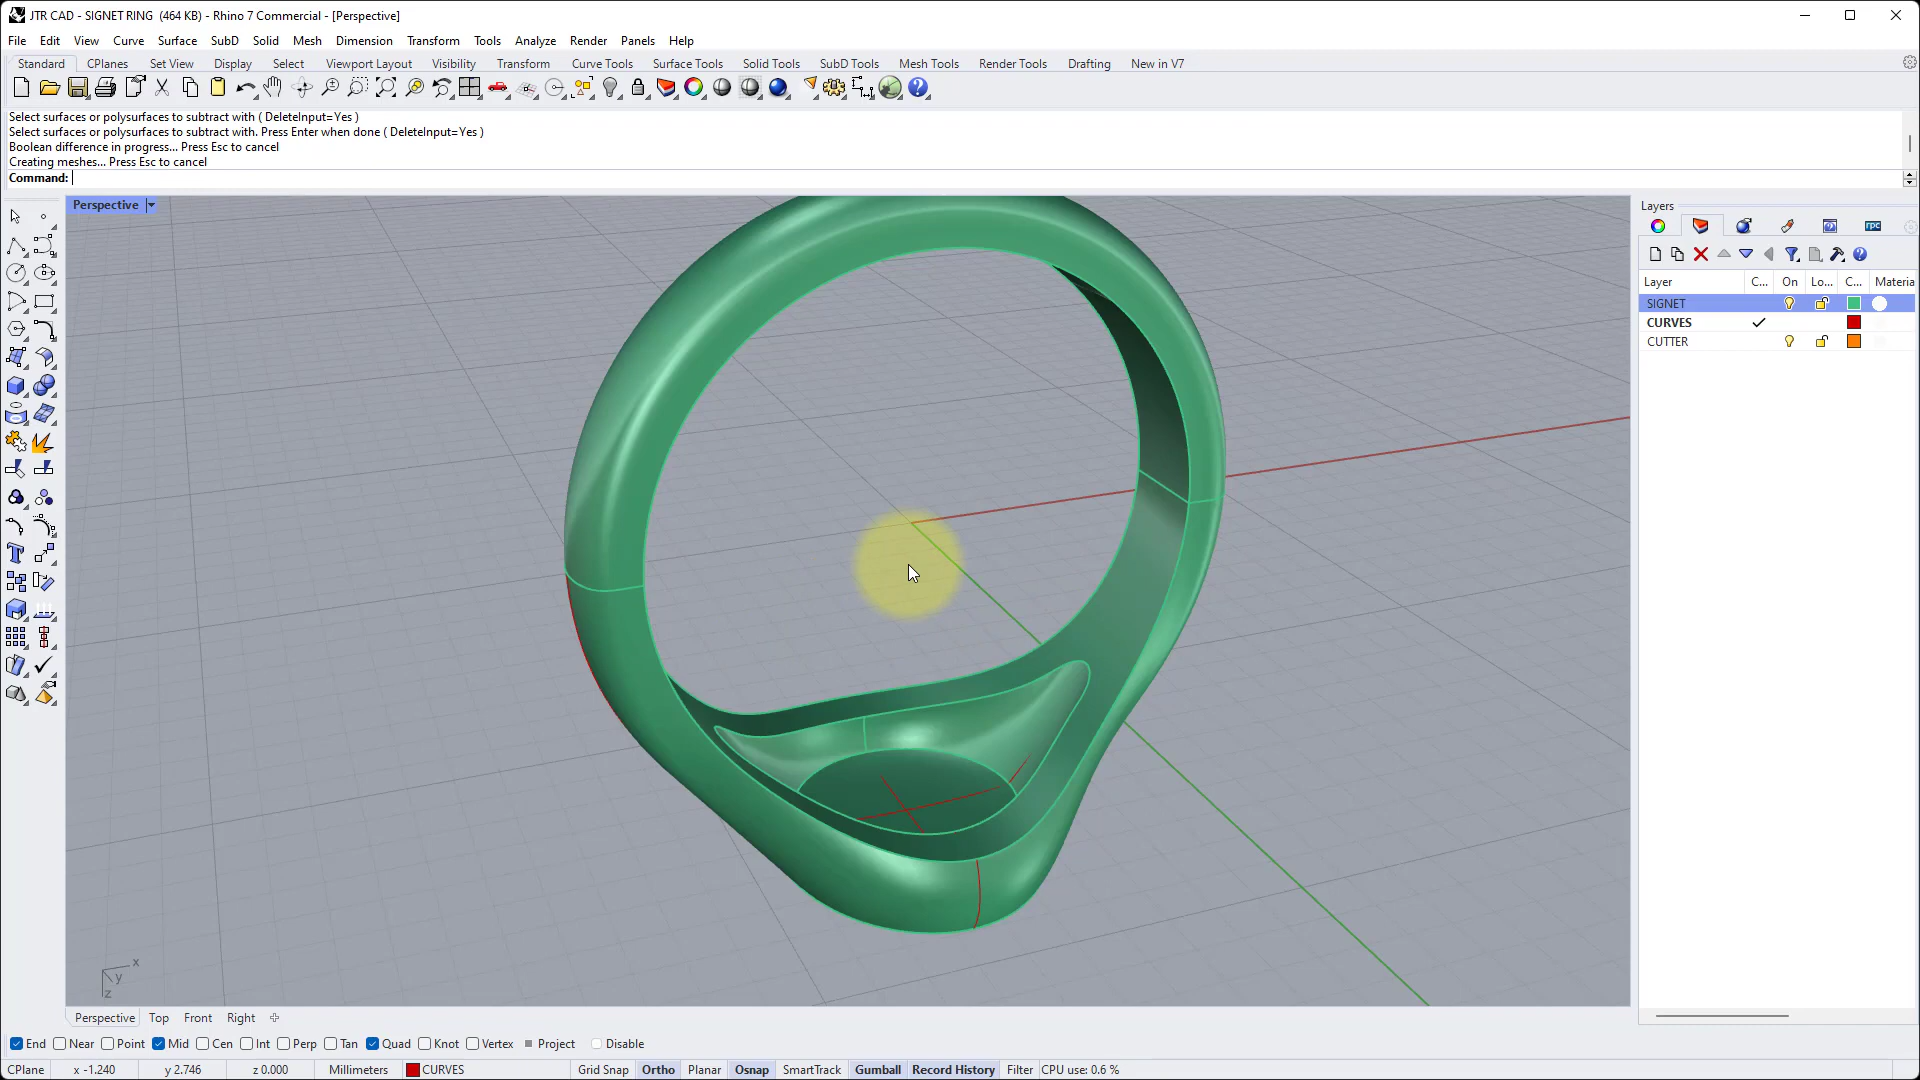 JTR CAD - SIGNET RING (464 KB) - Rhino 7 Commercial - [Perspective]
File Edit View Curve Surface SubD Solid Mesh Dimension Transform Tools Analyze Render Panels Help
Standard CPlanes Set View Display Select Viewport Layout Visibility Transform Curve Tools Surface Tools Solid Tools SubD Tools Mesh Tools Render Tools Drafting New in V7
Select surfaces or polysurfaces to subtract with ( DeleteInput=Yes )
Select surfaces or polysurfaces to subtract with. Press Enter when done ( DeleteInput=Yes )
Boolean difference in progress... Press Esc to cancel
Creating meshes... Press Esc to cancel
Command:
Perspective
Layers
rpc
Layer C... On Lo... C... Materia
SIGNET
CURVES
CUTTER
x
y
z
Perspective Top Front Right
End Near Point Mid Cen Int Perp Tan Quad Knot Vertex Project Disable
CPlane x -1.240 y 2.746 z 0.000 Millimeters CURVES Grid Snap Ortho Planar Osnap SmartTrack Gumball Record History Filter CPU use: 0.6 %